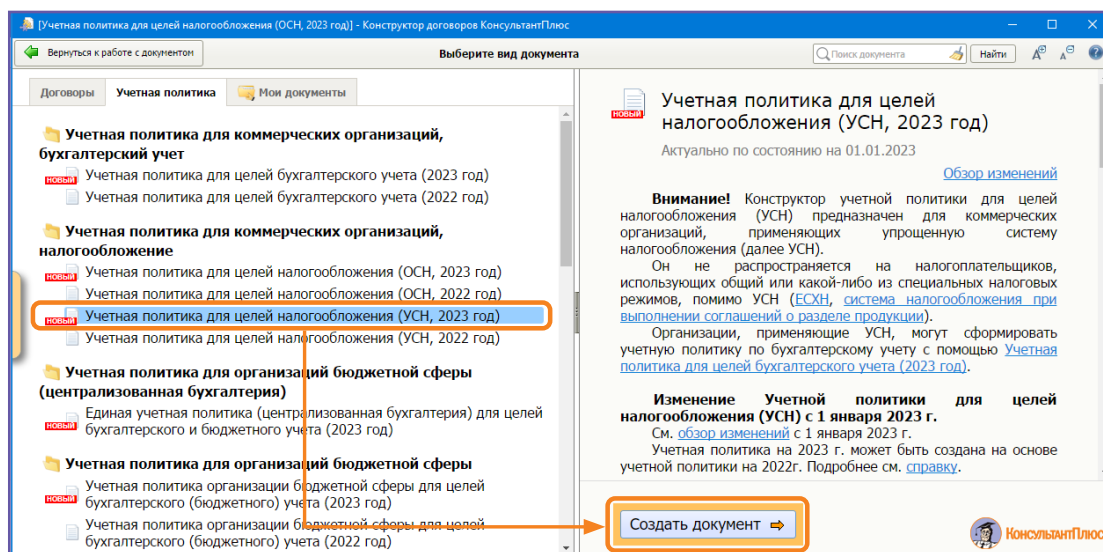 [Учетная политика для целей налогообложения (ОСН, 2023 год)] - Конструктор договоров КонсультантПлюс
Вернуться к работе с документом
Выберите вид документа
Поиск документа
Найти
Договоры
Учетная политика
Мои документы
Учетная политика для коммерческих организаций,
бухгалтерский учет
НОВЫЙ Учетная политика для целей бухгалтерского учета (2023 год)
Учетная политика для целей бухгалтерского учета (2022 год)
Учетная политика для коммерческих организаций,
налогообложение
НОВЫЙ Учетная политика для целей налогообложения (ОСН, 2023 год)
Учетная политика для целей налогообложения (ОСН, 2022 год)
НОВЫЙ Учетная политика для целей налогообложения (УСН, 2023 год)
Учетная политика для целей налогообложения (УСН, 2022 год)
Учетная политика для организаций бюджетной сферы
(централизованная бухгалтерия)
Единая учетная политика (централизованная бухгалтерия) для целей
НОВЫЙ бухгалтерского и бюджетного учета (2023 год)
Учетная политика для организаций бюджетной сферы
Учетная политика организации бюджетной сферы для целей
НОВЫЙ бухгалтерского (бюджетного) учета (2023 год)
Учетная политика организации бюджетной сферы для целей
бухгалтерского (бюджетного) учета (2022 год)
НОВЫЙ
Учетная политика для целей
налогообложения (УСН, 2023 год)
Актуально по состоянию на 01.01.2023
Обзор изменений
Внимание! Конструктор учетной политики для целей
налогообложения (УСН) предназначен для коммерческих
организаций, применяющих упрощенную систему
налогообложения (далее УСН).
Он не распространяется на налогоплательщиков,
использующих общий или какой-либо из специальных налоговых
режимов, помимо УСН (ЕСХН, система налогообложения при
выполнении соглашений о разделе продукции).
Организации, применяющие УСН, могут сформировать
учетную политику по бухгалтерскому учету с помощью Учетная
политика для целей бухгалтерского учета (2023 год).
Изменение Учетной политики для целей
налогообложения (УСН) с 1 января 2023 г.
См. обзор изменений с 1 января 2023 г.
Учетная политика на 2023 г. может быть создана на основе
учетной политики на 2022г. Подробнее см. справку.
Создать документ
КонсультантПлюс